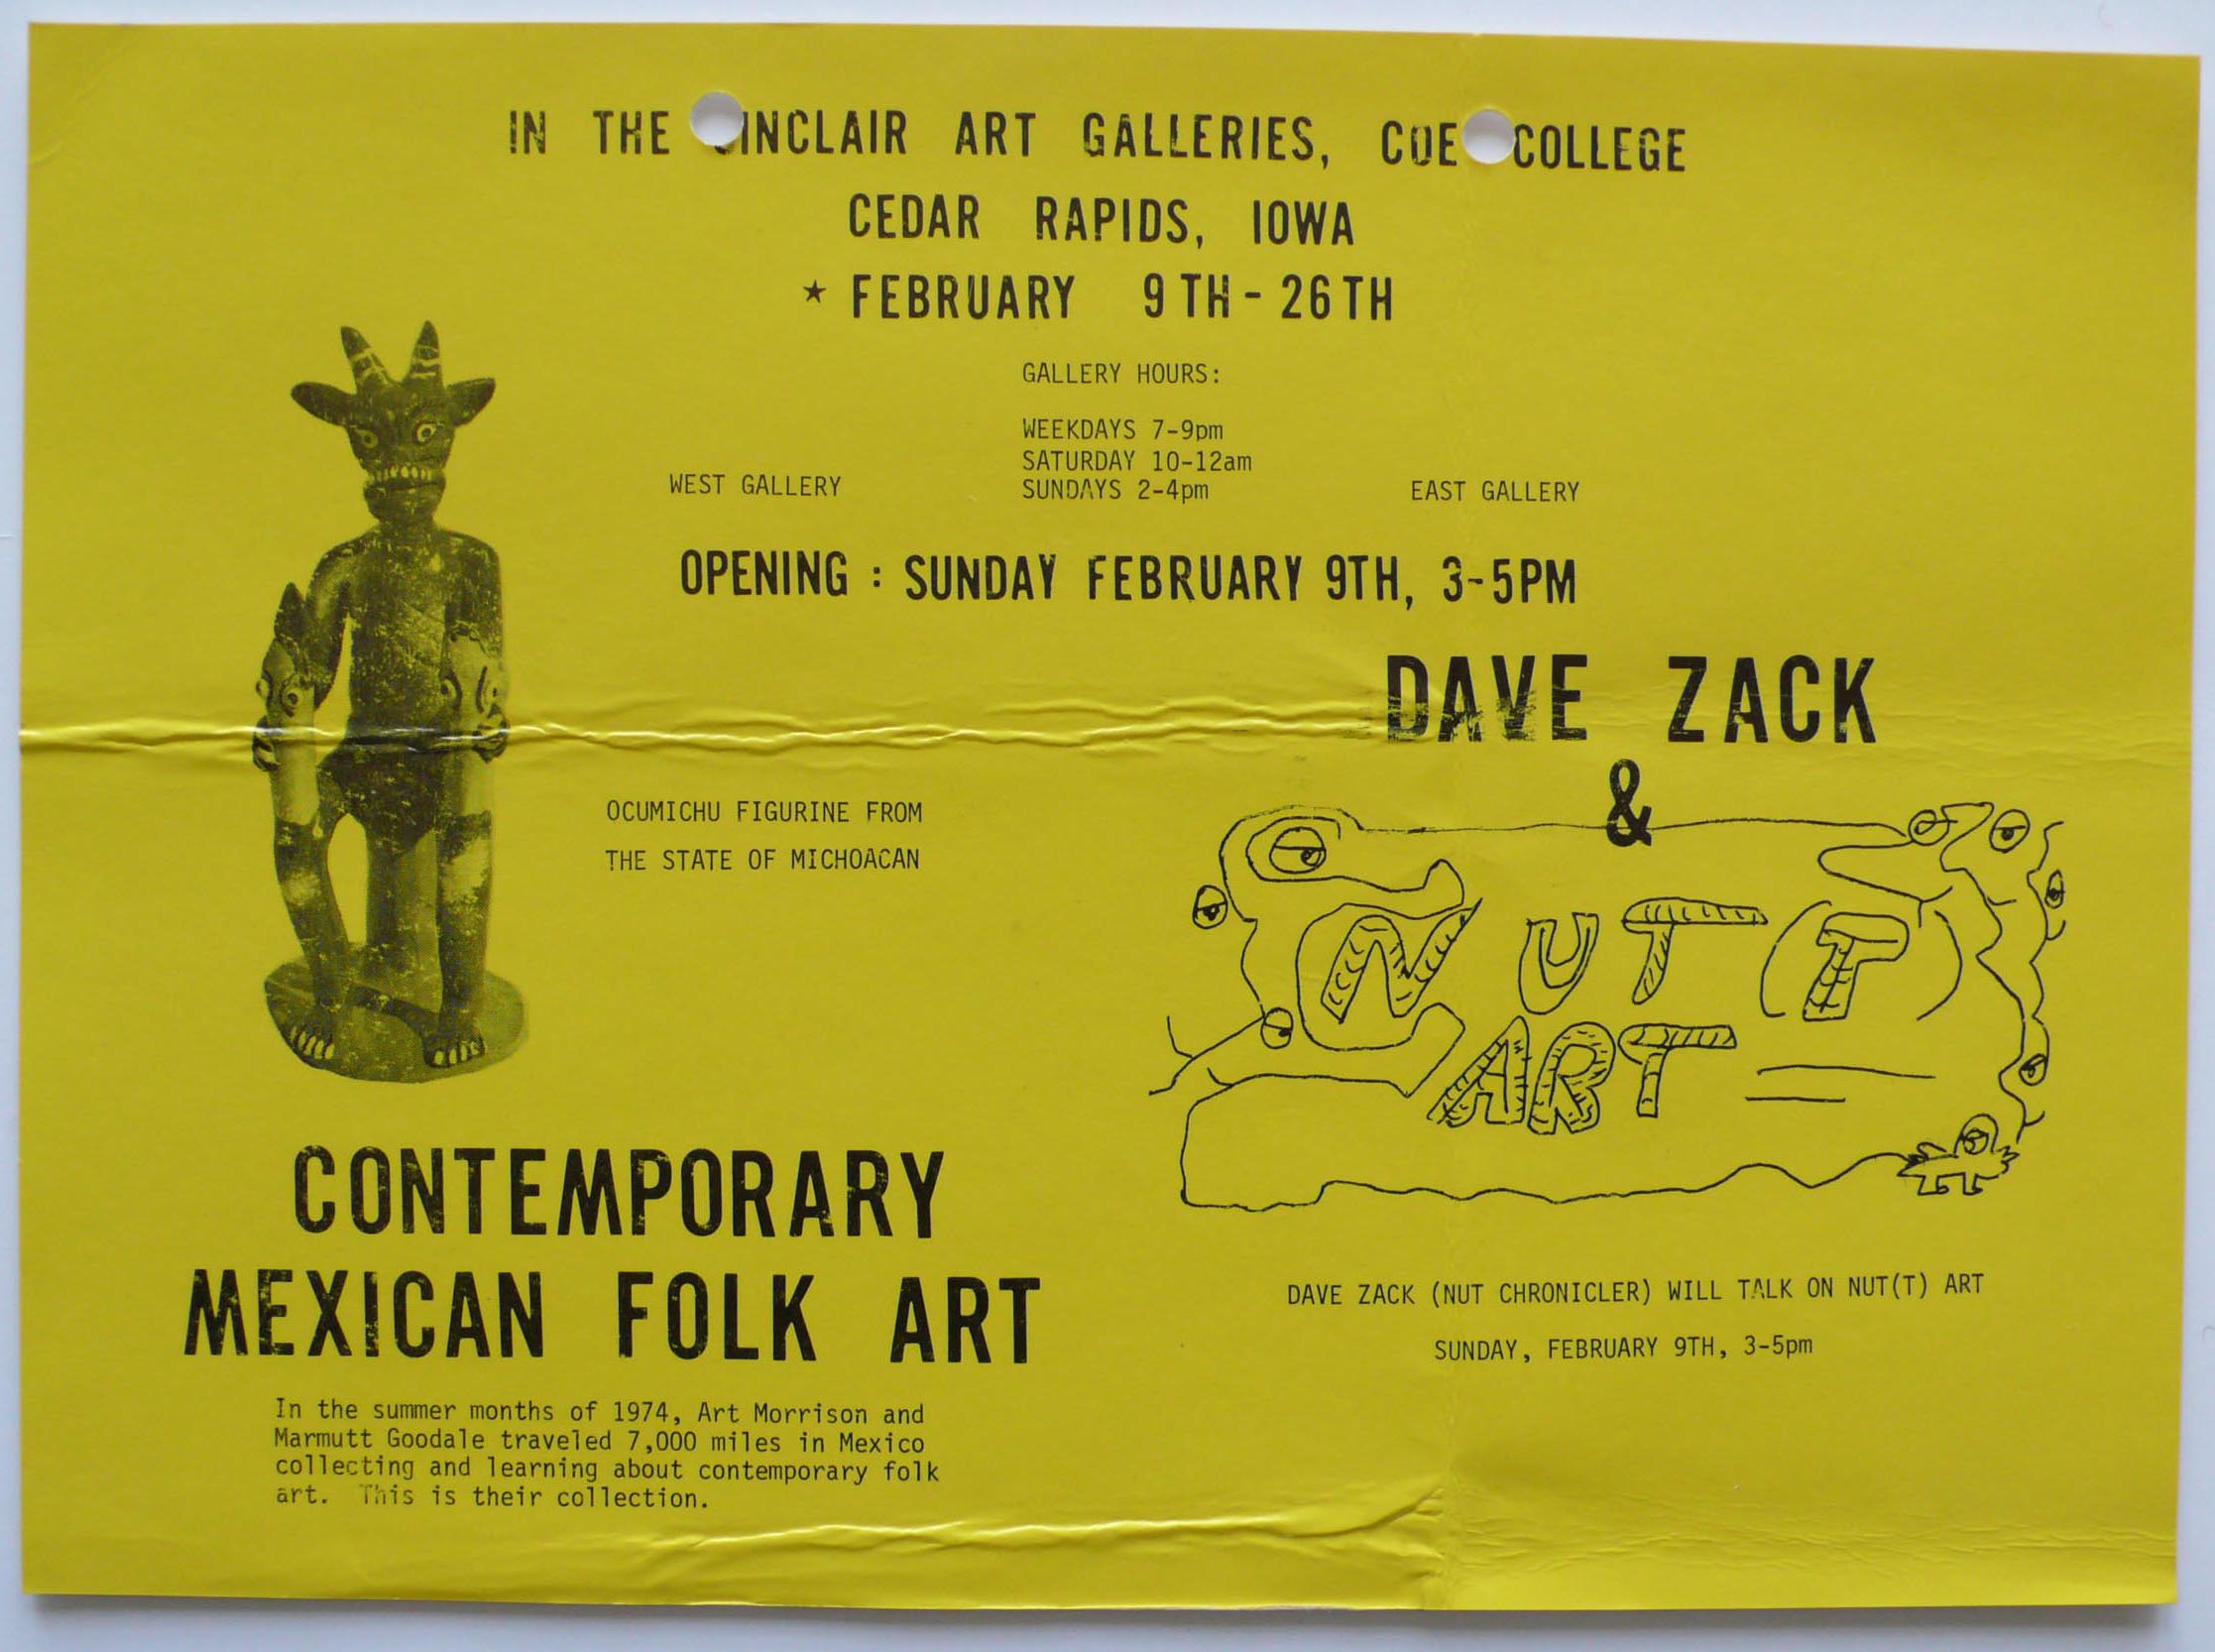 IN THE SINCLAIR ART GALLERIES, COE COLLEGE
CEDAR RAPIDS, IOWA
★ FEBRUARY 9TH-26TH
GALLERY HOURS:
WEEKDAYS 7-9pm
SATURDAY 10-12am
SUNDAYS 2-4pm
WEST GALLERY
EAST GALLERY
OPENING : SUNDAY FEBRUARY 9TH, 3-5PM
DAVE ZACK
&
NUT(T)
ART
OCUMICHU FIGURINE FROM
THE STATE OF MICHOACAN
CONTEMPORARY
MEXICAN FOLK ART
In the summer months of 1974, Art Morrison and
Marmutt Goodale traveled 7,000 miles in Mexico
collecting and learning about contemporary folk
art. This is their collection.
DAVE ZACK (NUT CHRONICLER) WILL TALK ON NUT(T) ART
SUNDAY, FEBRUARY 9TH, 3-5pm